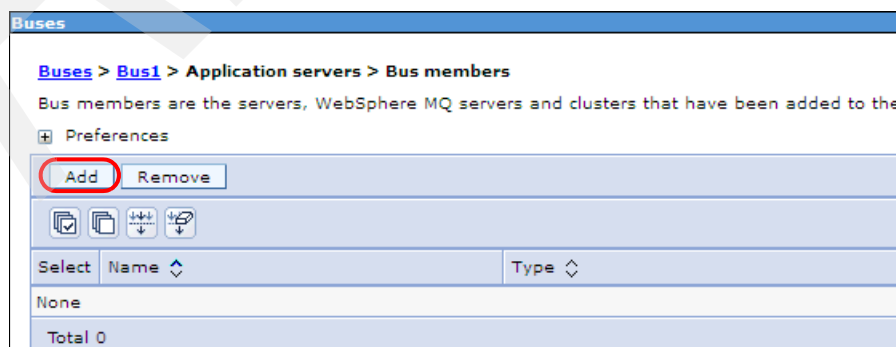 Buses
Buses > Bus1 > Application servers > Bus members
Bus members are the servers, WebSphere MQ servers and clusters that have been added to the
Preferences
Add Remove
Select Name Type
None
Total 0